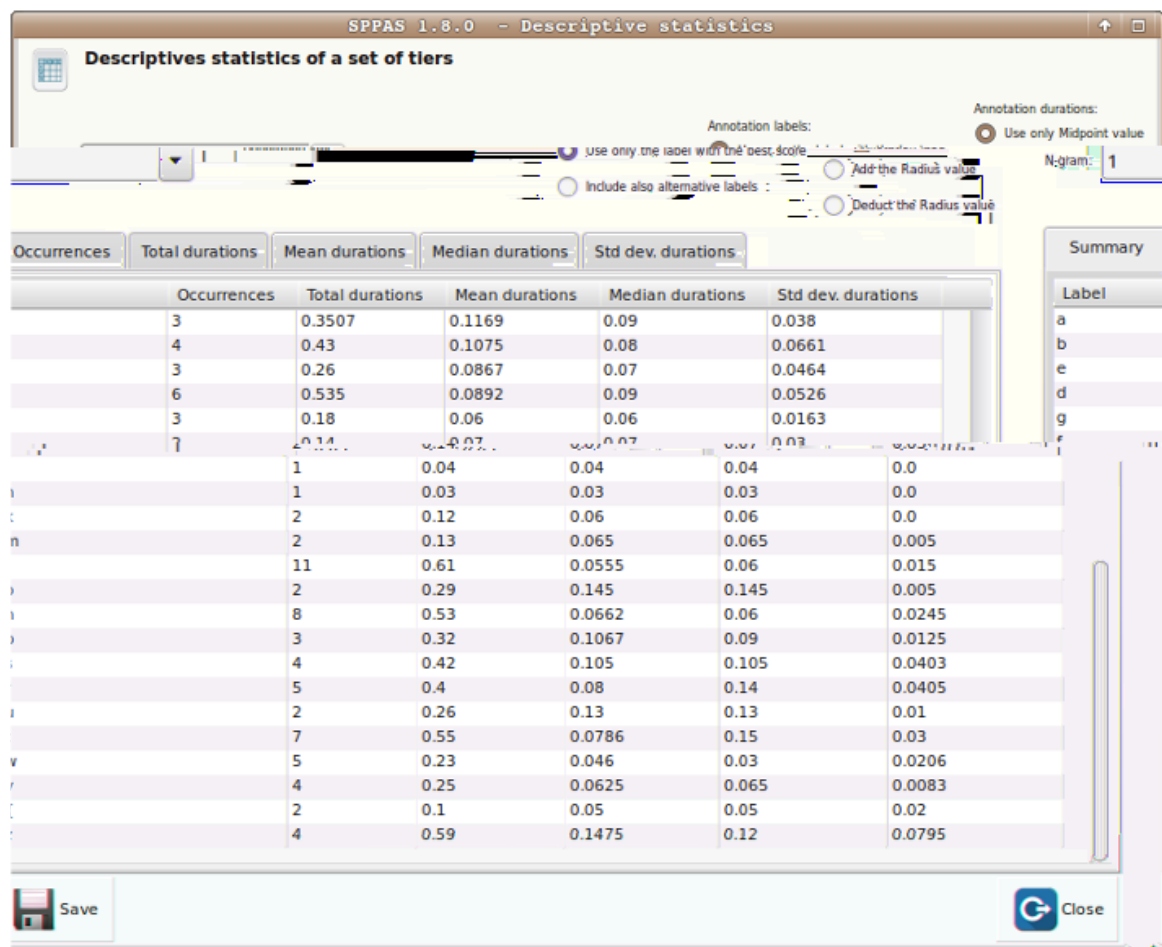 SPPAS 1.8.0 - Descriptive statistics
Descriptives statistics of a set of tiers
Annotation durations:
Annotation labels:
Use only Midpoint value
Use only the label with the best score
N-gram: 1
Add the Radius value
Include also alternative labels :
Deduct the Radius value
Occurrences Total durations Mean durations Median durations Std dev. durations Summary
Occurrences Total durations Mean durations Median durations Std dev. durations Label
3 0.3507 0.1169 0.09 0.038 a
4 0.43 0.1075 0.08 0.0661 b
3 0.26 0.0867 0.07 0.0464 e
6 0.535 0.0892 0.09 0.0526 d
3 0.18 0.06 0.06 0.0163 g
1 0.04 0.04 0.04 0.0
1 0.03 0.03 0.03 0.0
2 0.12 0.06 0.06 0.0
m 2 0.13 0.065 0.065 0.005
11 0.61 0.0555 0.06 0.015
2 0.29 0.145 0.145 0.005
8 0.53 0.0662 0.06 0.0245
3 0.32 0.1067 0.09 0.0125
4 0.42 0.105 0.105 0.0403
5 0.4 0.08 0.14 0.0405
2 0.26 0.13 0.13 0.01
7 0.55 0.0786 0.15 0.03
w 5 0.23 0.046 0.03 0.0206
4 0.25 0.0625 0.065 0.0083
2 0.1 0.05 0.05 0.02
4 0.59 0.1475 0.12 0.0795
Save Close